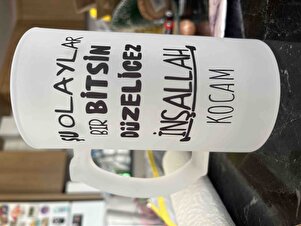 ŞU OLAYLAR
BİR BİTSİN
DÜZELİCEZ
İNŞALLAH
KOCAM